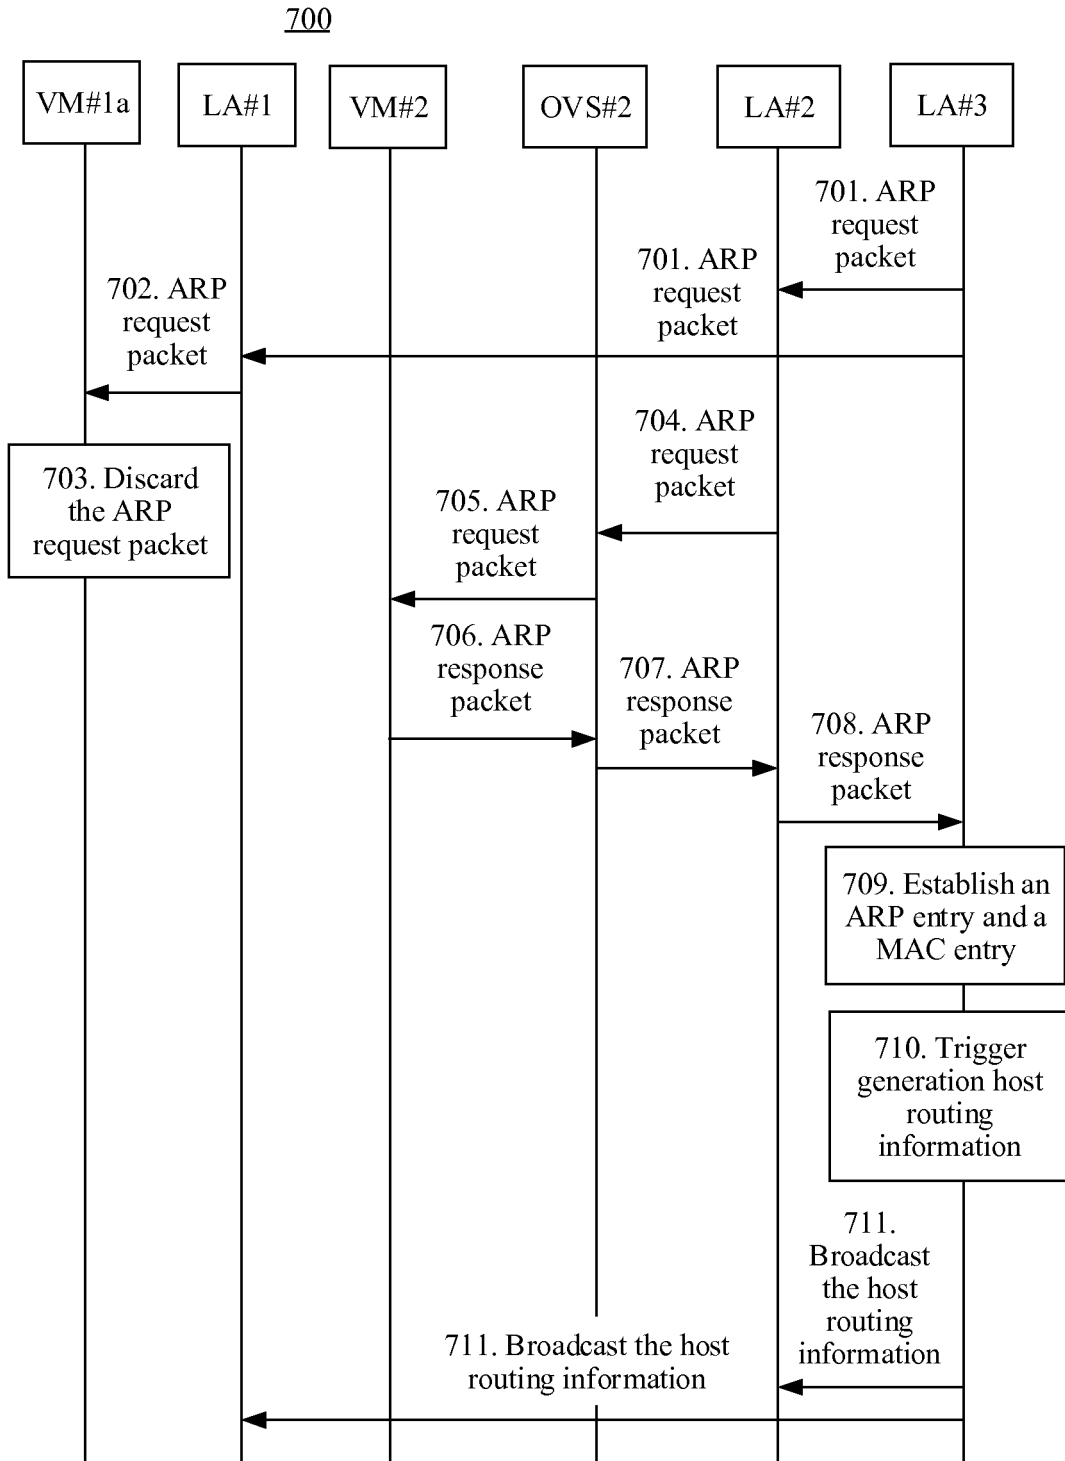 700
VM#1a
LA#1
VM#2
OVS#2
LA#2
LA#3
701. ARP
request
packet
701. ARP
request
packet
702. ARP
request
packet
703. Discard
the ARP
request packet
704. ARP
request
packet
705. ARP
request
packet
706. ARP
response
packet
707. ARP
response
packet
708. ARP
response
packet
709. Establish an
ARP entry and a
MAC entry
710. Trigger
generation host
routing
information
711.
Broadcast
the host
routing
information
711. Broadcast the host
routing information